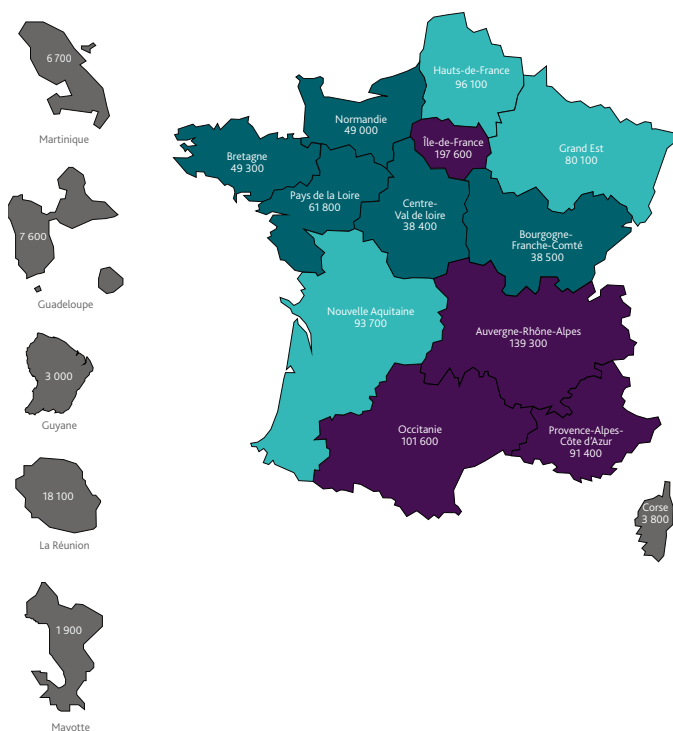 6 700
Martinique
7 600
Guadeloupe
3 000
Guyane
18 100
La Réunion
1 900
Mayotte
Hauts-de-France
96 100
Normandie
49 000
Île-de-France
197 600
Grand Est
80 100
Bretagne
49 300
Pays de la Loire
61 800
Centre-
Val de loire
38 400
Bourgogne-
Franche-Comté
38 500
Nouvelle Aquitaine
93 700
Auvergne-Rhône-Alpes
139 300
Occitanie
101 600
Provence-Alpes-
Côte d'Azur
91 400
Corse
3 800